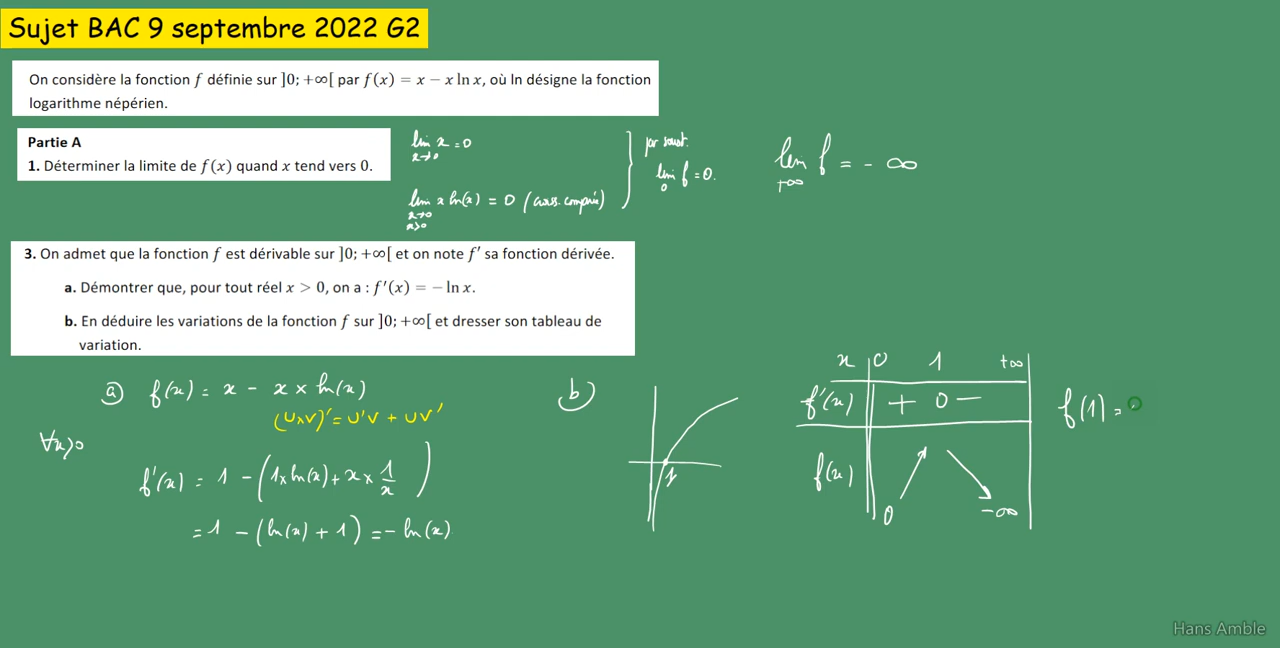 Sujet BAC 9 septembre 2022 G2
On considère la fonction f définie sur ]0; +∞[ par f(x) = x − x ln x, où ln désigne la fonction
logarithme népérien.
Partie A
1. Déterminer la limite de f(x) quand x tend vers 0.
lim x = 0
x→0
lim x ln(x) = 0 (crois. comparée)
x→0
x>0
par soust.
lim f = 0.
0
lim f = − ∞
+∞
3. On admet que la fonction f est dérivable sur ]0; +∞[ et on note f′ sa fonction dérivée.
a. Démontrer que, pour tout réel x > 0, on a : f′(x) = − ln x.
b. En déduire les variations de la fonction f sur ]0; +∞[ et dresser son tableau de
variation.
a) f(x) = x − x × ln(x)
(U×V)' = U'V + UV'
∀x>0
f'(x) = 1 − (1× ln(x) + x × 1/x)
= 1 − (ln(x) + 1) = − ln(x)
b)
1
x 0 1 +∞
f'(x) + 0 −
f(x)
0 −∞
f(1) =
Hans Amble